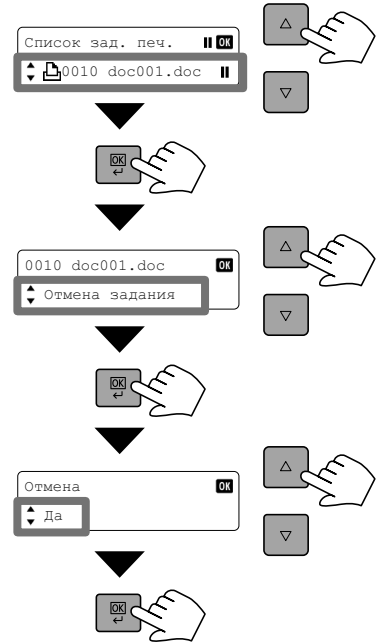 Список зад. печ. OK
0010 doc001.doc
OK
0010 doc001.doc OK
Отмена задания
OK
Отмена OK
Да
OK